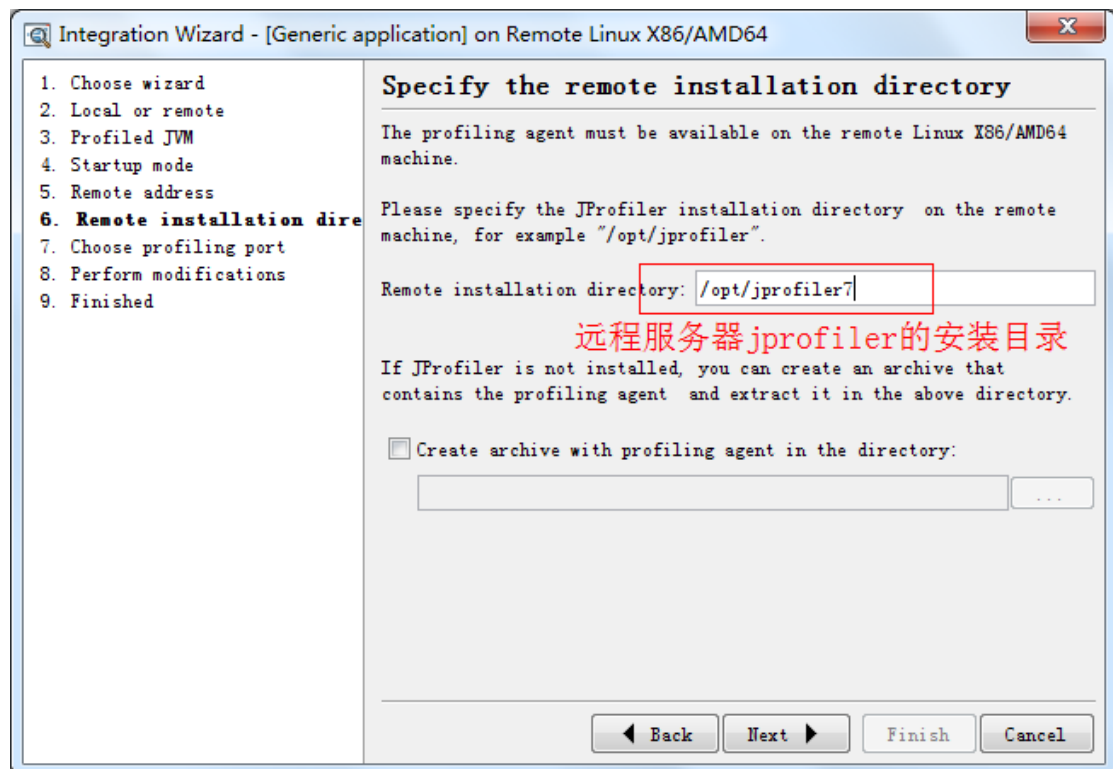 Integration Wizard - [Generic application] on Remote Linux X86/AMD64
1. Choose wizard
2. Local or remote
3. Profiled JVM
4. Startup mode
5. Remote address
6. Remote installation dire
7. Choose profiling port
8. Perform modifications
9. Finished
Specify the remote installation directory
The profiling agent must be available on the remote Linux X86/AMD64
machine.
Please specify the JProfiler installation directory on the remote
machine, for example "/opt/jprofiler".
Remote installation directory: /opt/jprofiler7
远程服务器jprofiler的安装目录
If JProfiler is not installed, you can create an archive that
contains the profiling agent and extract it in the above directory.
Create archive with profiling agent in the directory:
...
Back Next Finish Cancel